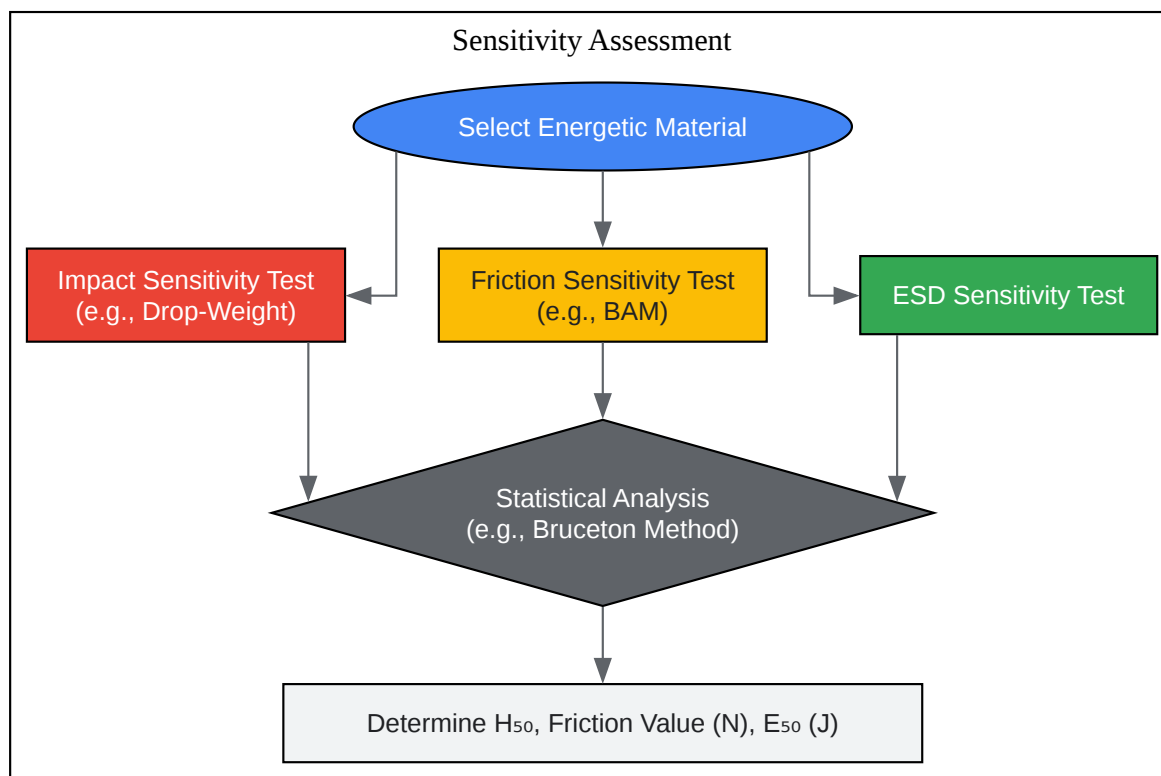 Sensitivity Assessment
Select Energetic Material
Impact Sensitivity Test
(e.g., Drop-Weight)
Friction Sensitivity Test
(e.g., BAM)
ESD Sensitivity Test
Statistical Analysis
(e.g., Bruceton Method)
Determine H₅₀, Friction Value (N), E₅₀ (J)